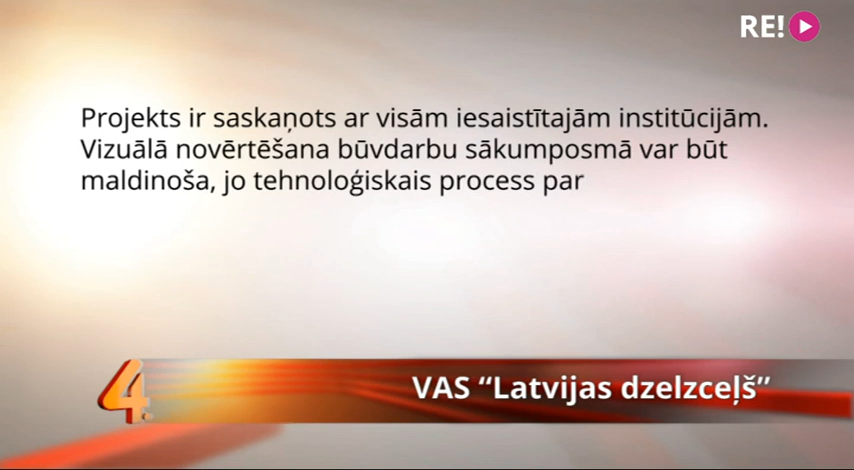 RE!
Projekts ir saskaņots ar visām iesaistītajām institūcijām.
Vizuālā novērtēšana būvdarbu sākumposmā var būt
maldinoša, jo tehnoloģiskais process par
4.
VAS “Latvijas dzelzceļš”